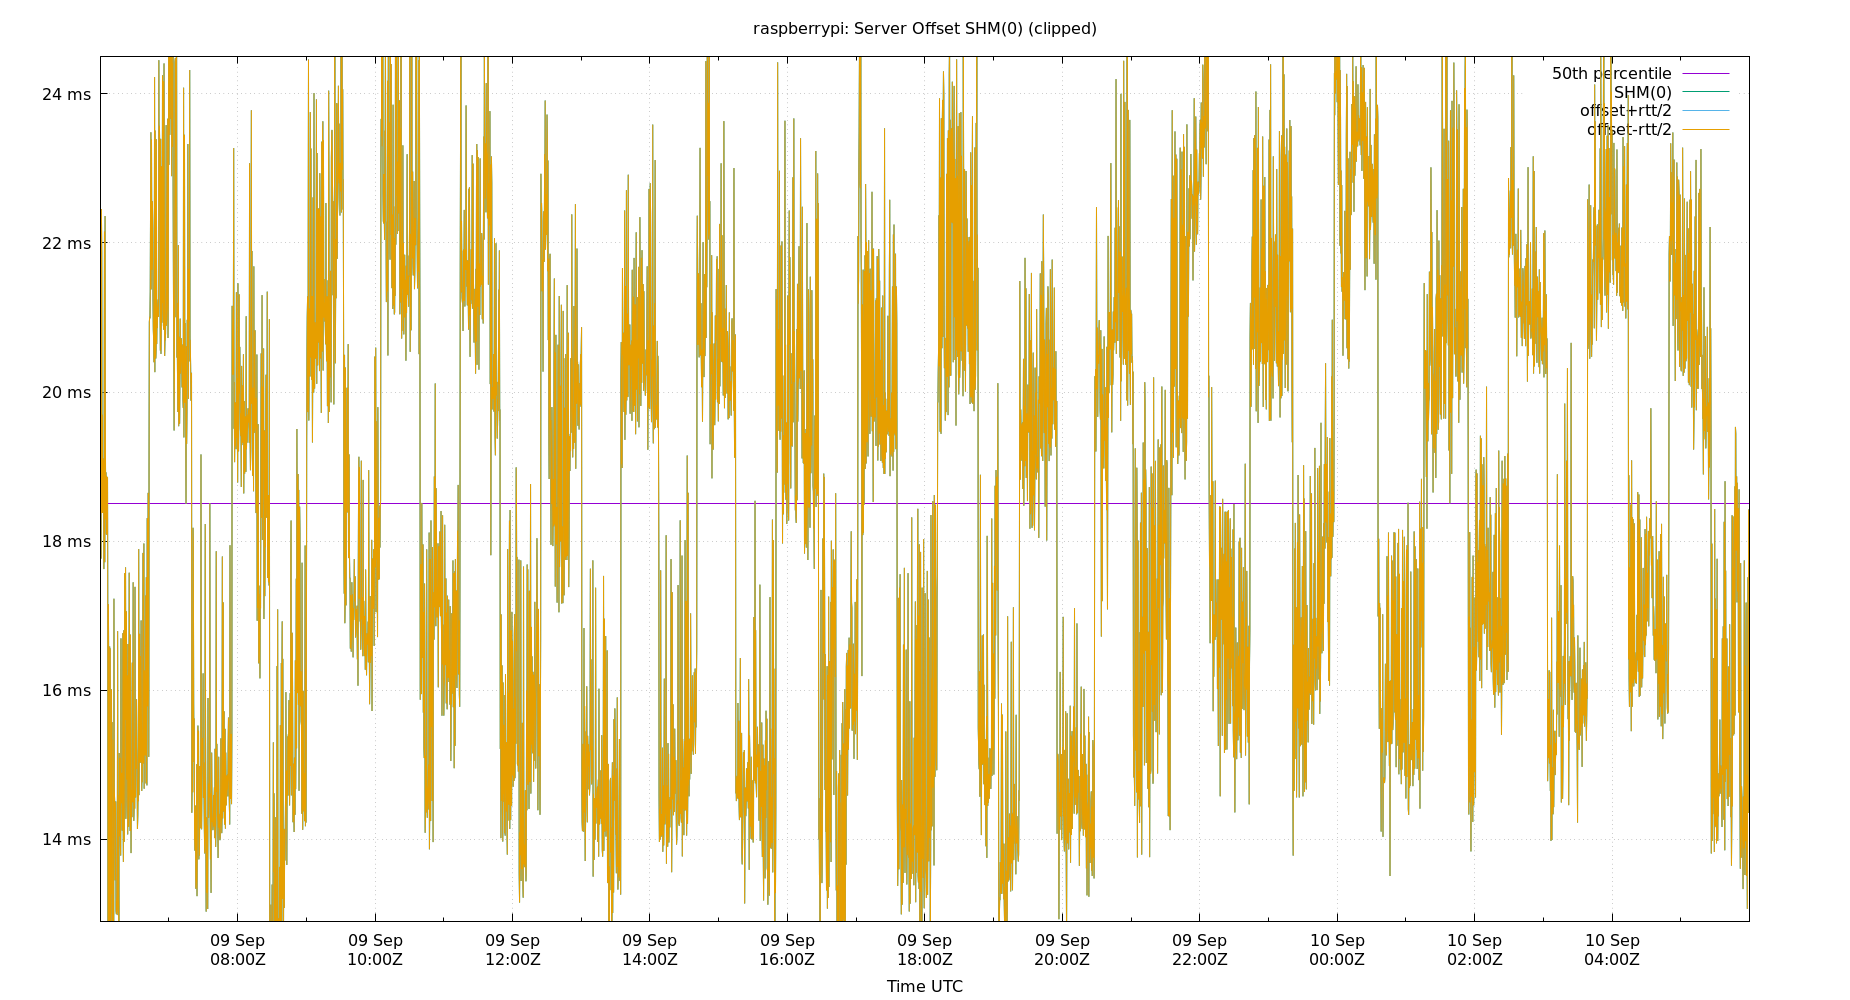 raspberrypi: Server Offset SHM(0) (clipped)
50th percentile
SHM(0)
offset+rtt/2
offset-rtt/2
24 ms
22 ms
20 ms
18 ms
16 ms
14 ms
09 Sep 09 Sep 09 Sep 09 Sep 09 Sep 09 Sep 09 Sep 09 Sep 10 Sep 10 Sep 10 Sep
08:00Z 10:00Z 12:00Z 14:00Z 16:00Z 18:00Z 20:00Z 22:00Z 00:00Z 02:00Z 04:00Z
Time UTC